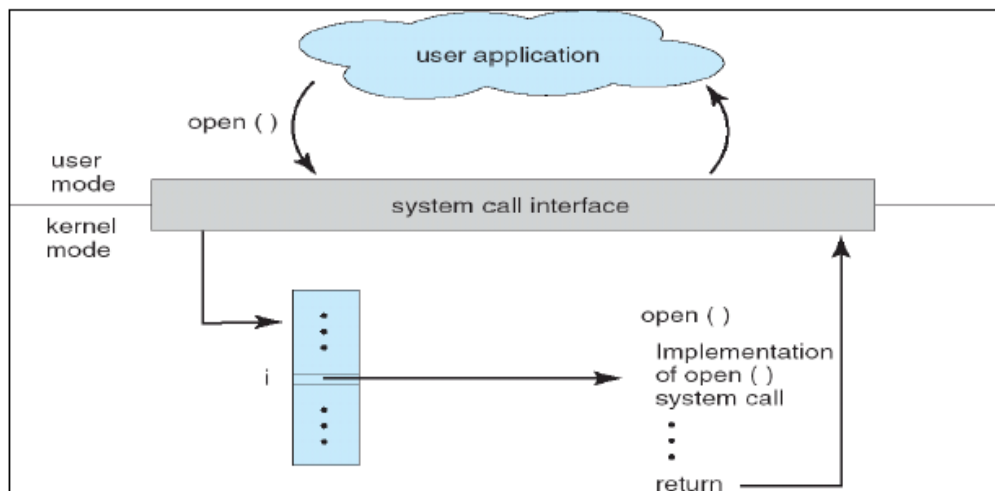 user application
open ( )
user
mode
system call interface
kernel
mode
open ( )
Implementation
of open ( )
system call
i
return